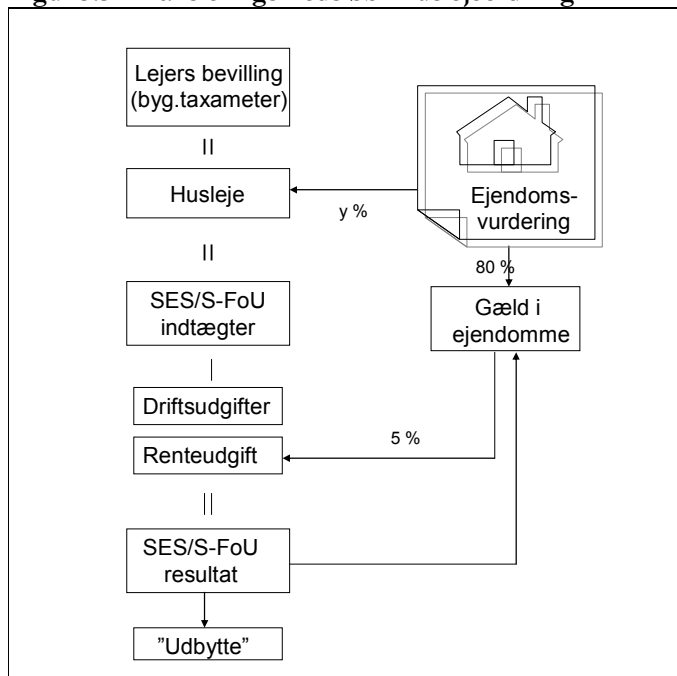 Lejers bevilling
(byg.taxameter)
Husleje
y %
Ejendoms-
vurdering
80 %
SES/S-FoU
indtægter
Gæld i
ejendomme
Driftsudgifter
Renteudgift
5 %
SES/S-FoU
resultat
”Udbytte”